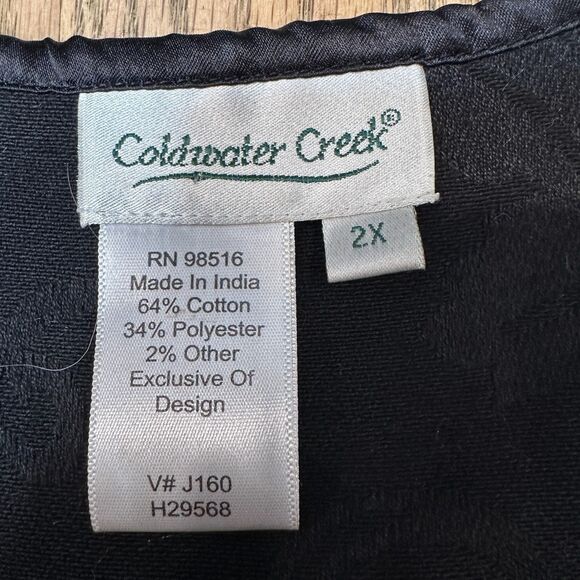 Coldwater Creek®
2X
RN 98516
Made In India
64% Cotton
34% Polyester
2% Other
Exclusive Of
Design
V# J160
H29568